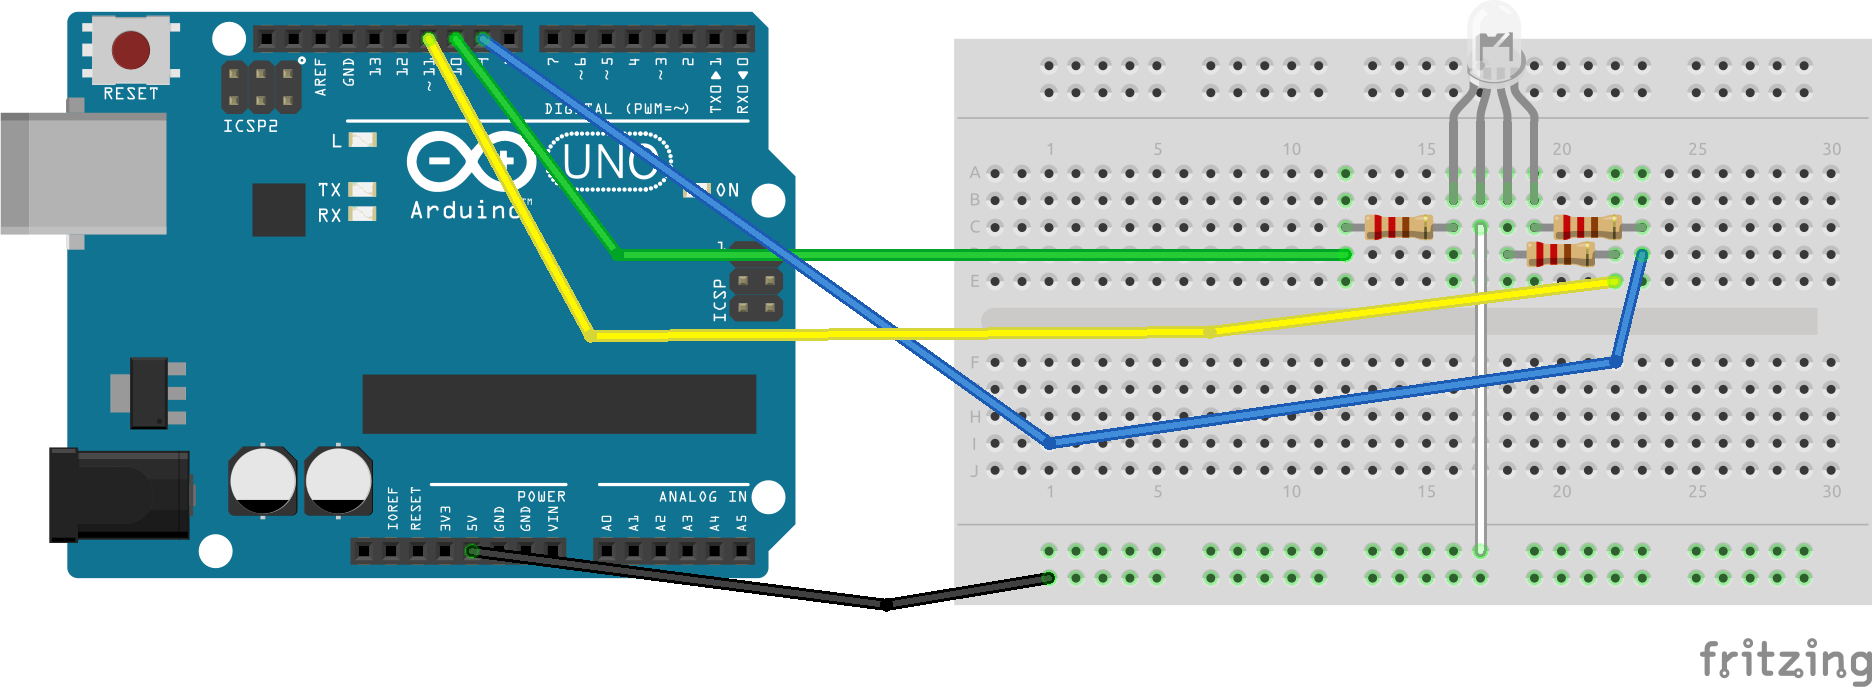 RESET
ICSP2
AREF
GND
13
12
~11
10
9
7
~6
~5
4
~3
2
TX0▶1
RX0◀0
DIGITAL (PWM=~)
L
TX
RX
ON
UNO
Arduino™
1
ICSP
IOREF
RESET
3V3
5V
GND
GND
VIN
POWER
A0
A1
A2
A3
A4
A5
ANALOG IN
1 5 10 15 20 25 30
A
B
C
E
F
H
I
J
1 5 10 15 20 25 30
fritzing